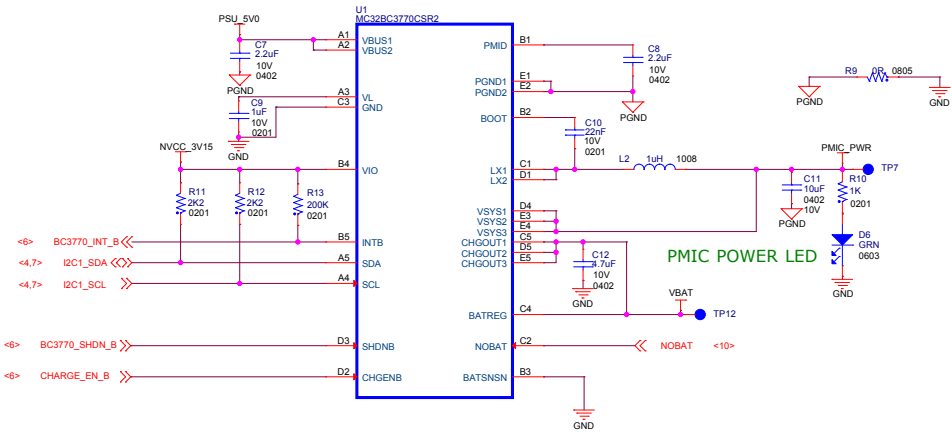 U1
MC32BC3770CSR2
PSU_5V0
A1
VBUS1
A2
VBUS2
C7
2.2uF
10V
0402
PGND
A3
VL
C3
GND
C9
1uF
10V
0201
GND
NVCC_3V15
B4
VIO
R11
2K2
0201
R12
2K2
0201
R13
200K
0201
<6> BC3770_INT_B
B5
INTB
<4,7> I2C1_SDA
A5
SDA
<4,7> I2C1_SCL
A4
SCL
<6> BC3770_SHDN_B
D3
SHDNB
<6> CHARGE_EN_B
D2
CHGENB
PMID
B1
C8
2.2uF
10V
0402
PGND1
E1
PGND2
E2
PGND
BOOT
B2
C10
22nF
10V
0201
LX1
C1
LX2
D1
L2 1uH 1008
VSYS1
D4
VSYS2
E3
VSYS3
E4
CHGOUT1
C5
CHGOUT2
D5
CHGOUT3
E5
C12
4.7uF
10V
0402
GND
BATREG
C4
VBAT
TP12
NOBAT
C2
NOBAT <10>
BATSNSN
B3
GND
R9 0R 0805
PGND
GND
PMIC_PWR
TP7
C11
10uF
0402
10V
PGND
R10
1K
0201
PMIC POWER LED
D6
GRN
0603
GND